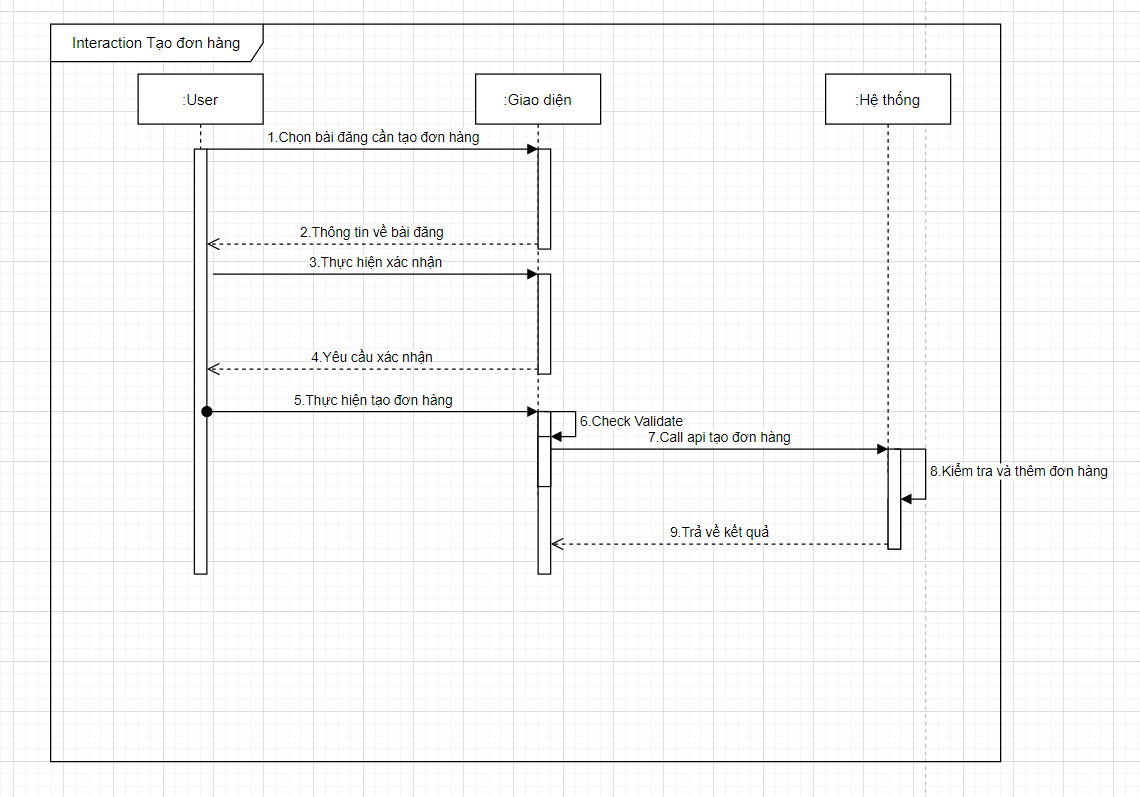 Interaction Tạo đơn hàng
:User
:Giao diện
:Hệ thống
1.Chọn bài đăng cần tạo đơn hàng
2.Thông tin về bài đăng
3.Thực hiện xác nhận
4.Yêu cầu xác nhận
5.Thực hiện tạo đơn hàng
6.Check Validate
7.Call api tạo đơn hàng
8.Kiểm tra và thêm đơn hàng
9.Trả về kết quả